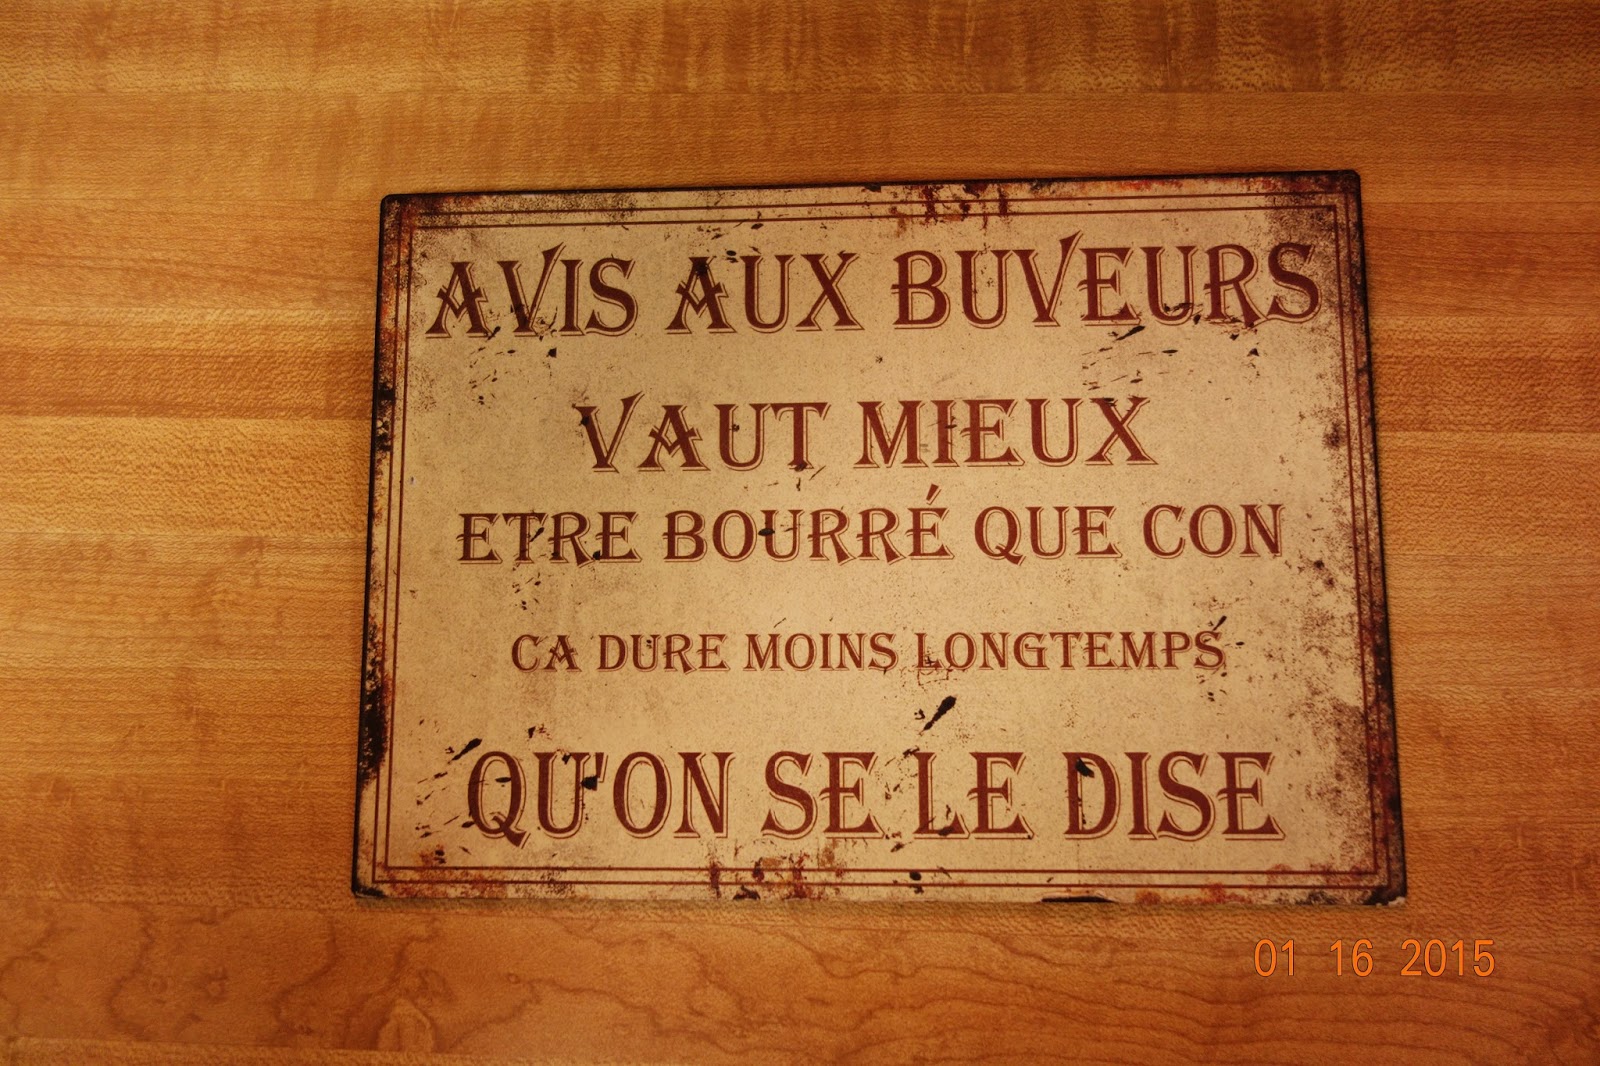 AVIS AUX BUVEURS
VAUT MIEUX
ETRE BOURRÉ QUE CON
CA DURE MOINS LONGTEMPS
QU'ON SE LE DISE
01 16 2015